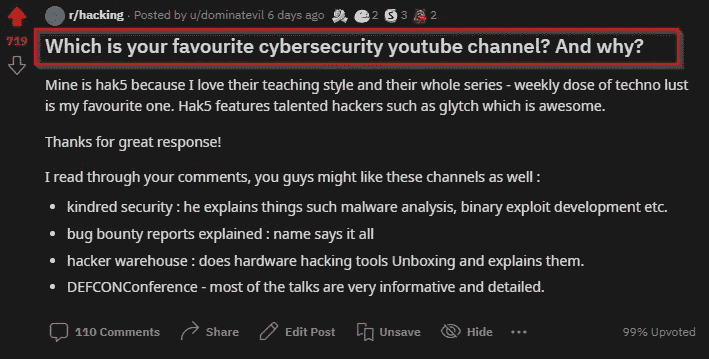 r/hacking · Posted by u/dominatevil 6 days ago 2 3 2
719
Which is your favourite cybersecurity youtube channel? And why?
Mine is hak5 because I love their teaching style and their whole series - weekly dose of techno lust
is my favourite one. Hak5 features talented hackers such as glytch which is awesome.
Thanks for great response!
I read through your comments, you guys might like these channels as well :
• kindred security : he explains things such malware analysis, binary exploit development etc.
• bug bounty reports explained : name says it all
• hacker warehouse : does hardware hacking tools Unboxing and explains them.
• DEFCONConference - most of the talks are very informative and detailed.
110 Comments Share Edit Post Unsave Hide ••• 99% Upvoted